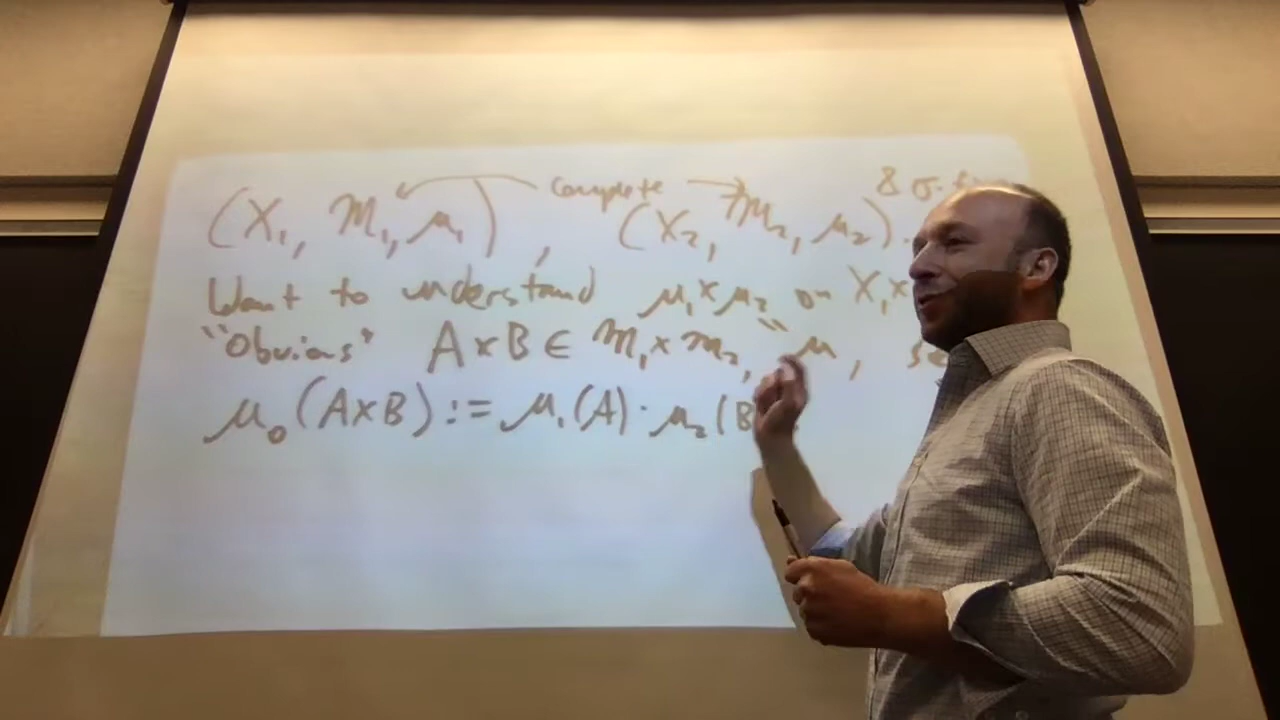 complete & σ-
(X₁, 𝓜₁, μ₁), (X₂, 𝓜₂, μ₂).
Want to understand μ₁×μ₂ on X₁×
"Obvious" A×B ∈ 𝓜₁×𝓜₂, "μ,
μ₀(A×B) := μ₁(A)·μ₂(B